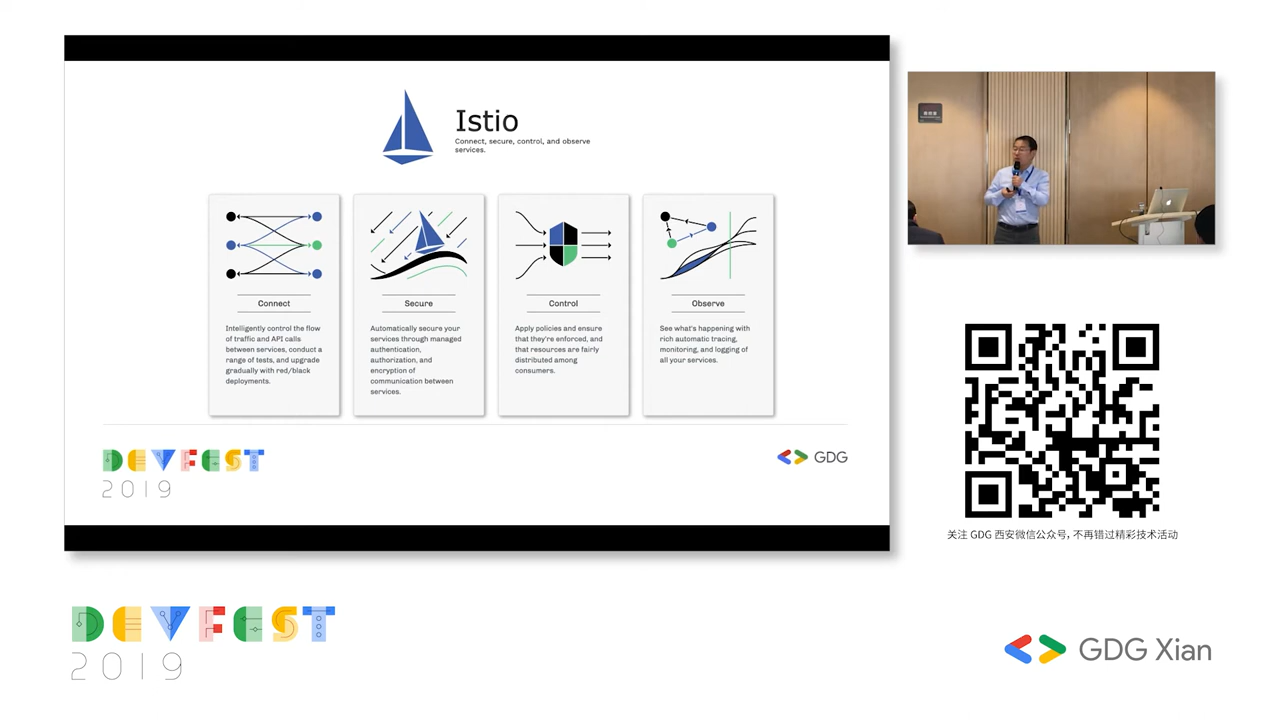 Istio
Connect, secure, control, and observe
services.
Connect
Intelligently control the flow
of traffic and API calls
between services, conduct a
range of tests, and upgrade
gradually with red/black
deployments.
Secure
Automatically secure your
services through managed
authentication,
authorization, and
encryption of
communication between
services.
Control
Apply policies and ensure
that they're enforced, and
that resources are fairly
distributed among
consumers.
Observe
See what's happening with
rich automatic tracing,
monitoring, and logging of
all your services.
DEVFEST
2019
GDG
关注 GDG 西安微信公众号, 不再错过精彩技术活动
DEVFEST
2019
GDG Xian